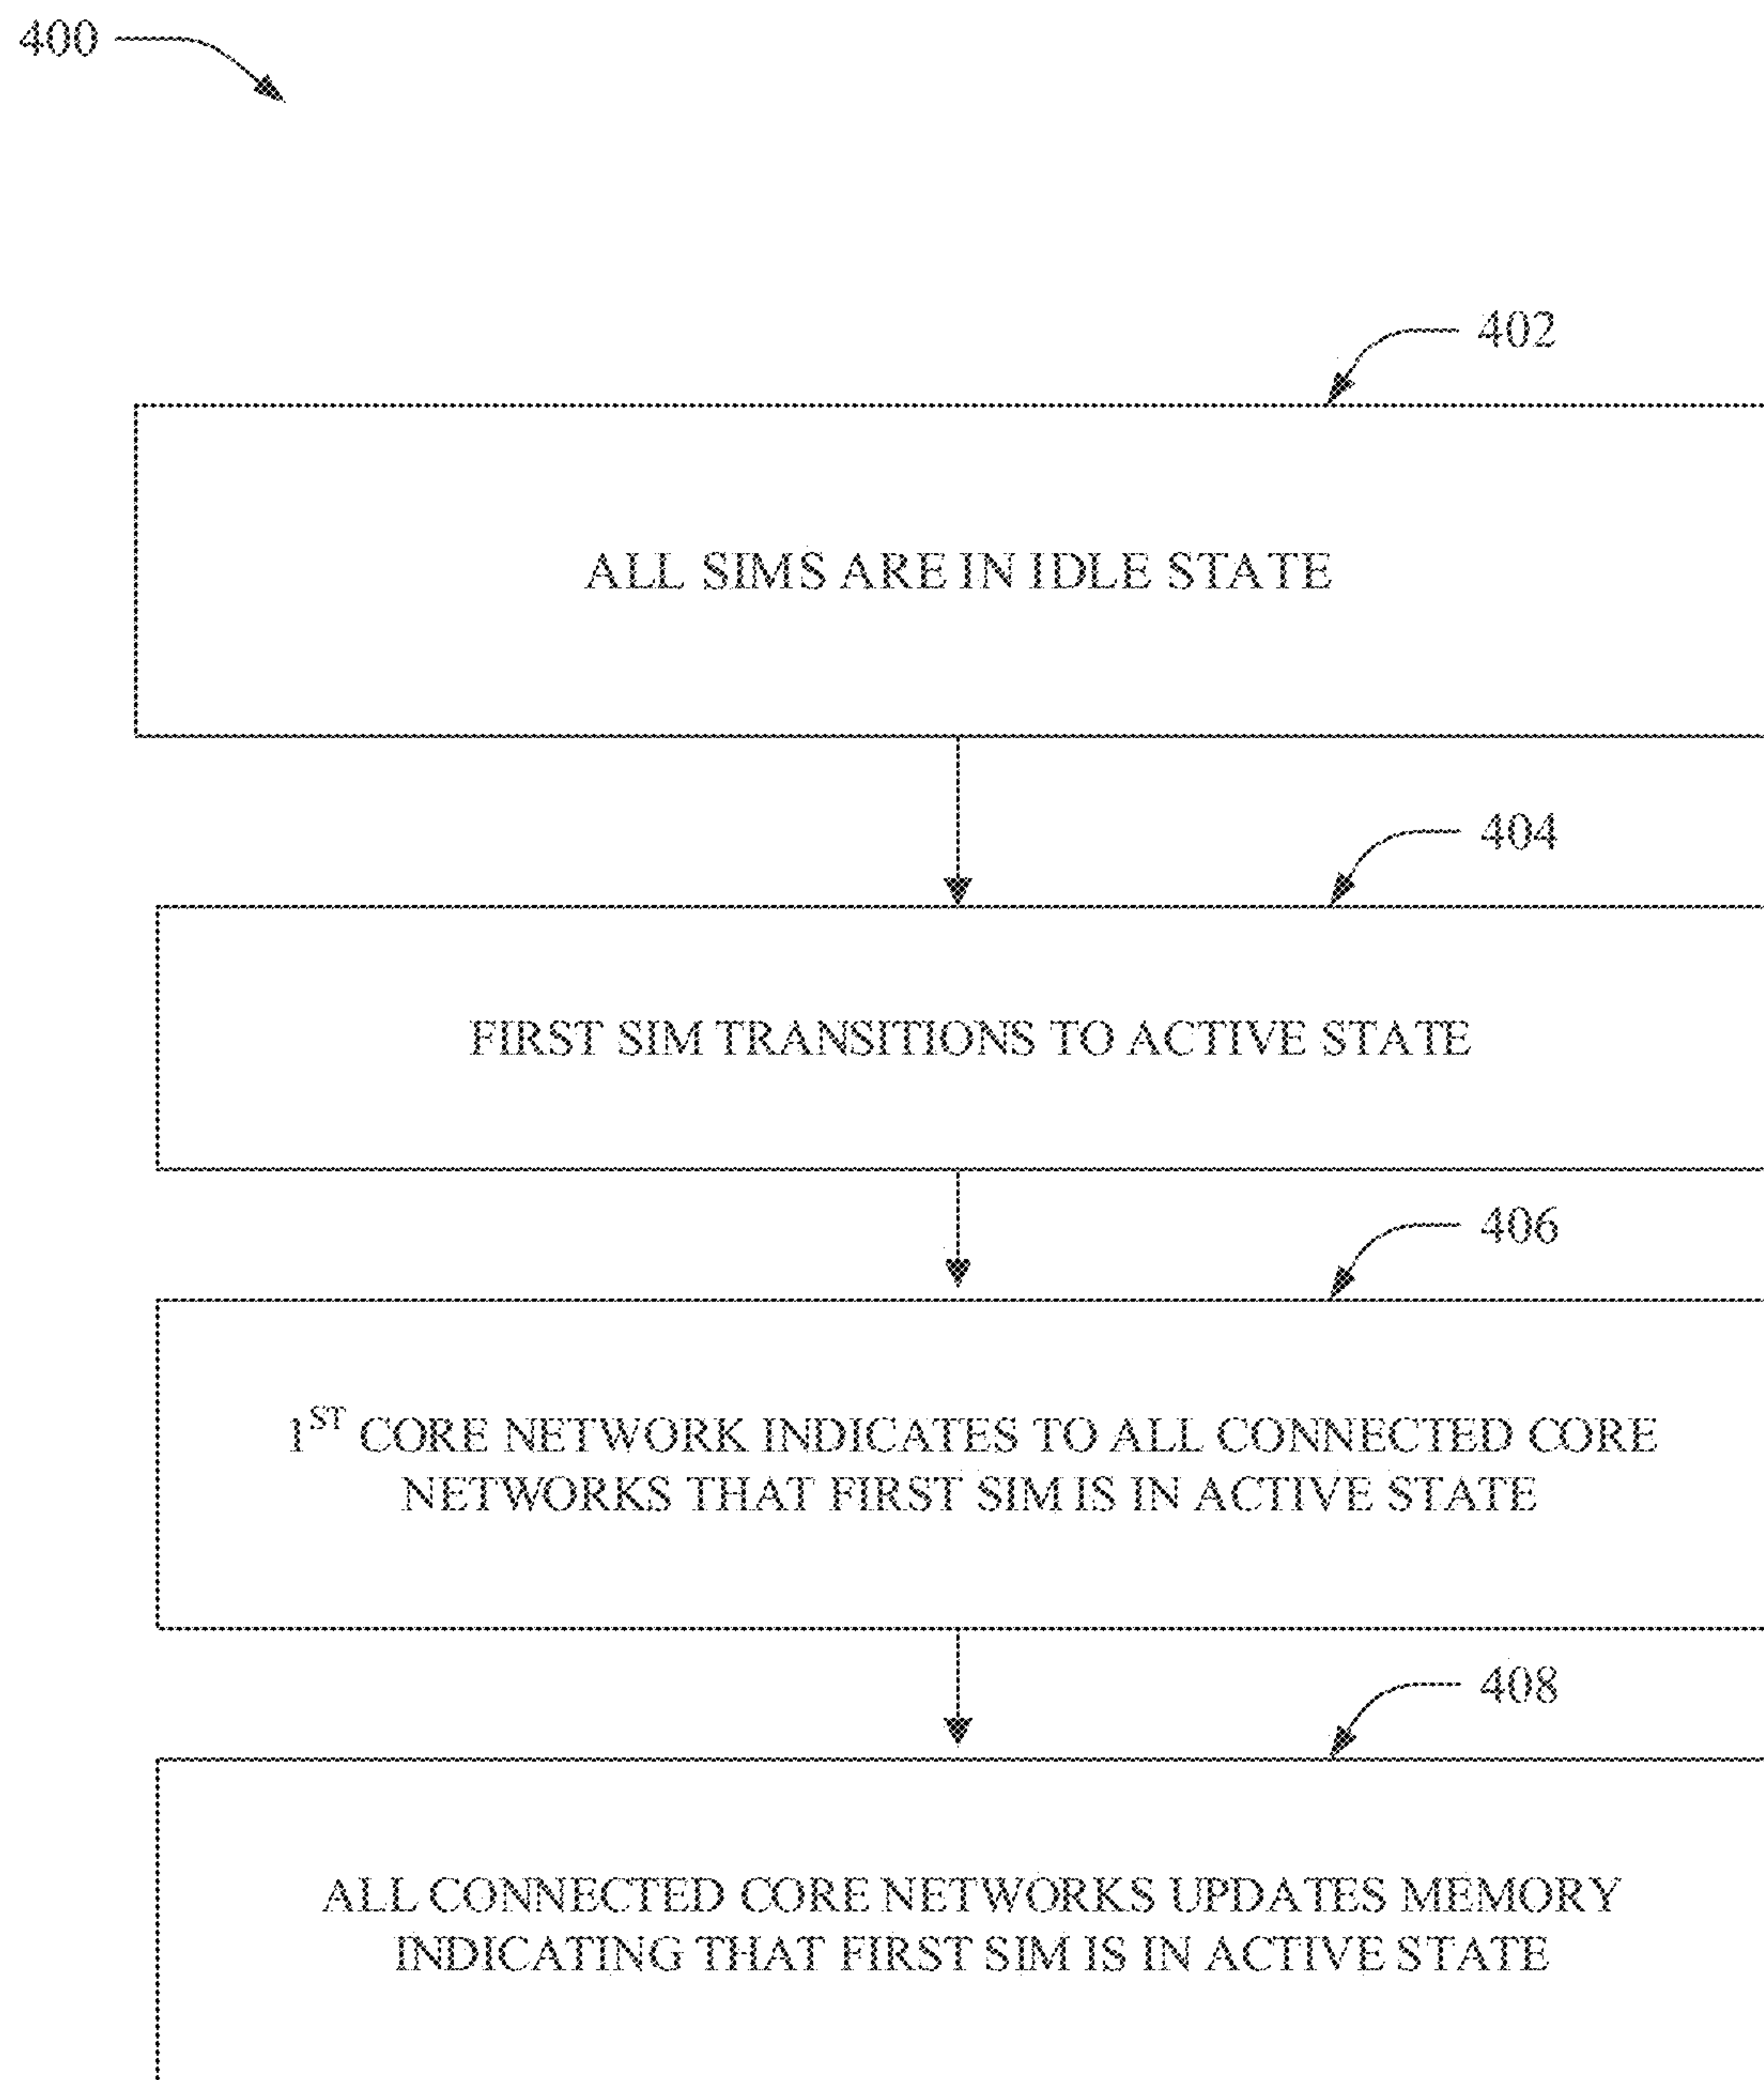 400
402
ALL SIMS ARE IN IDLE STATE
404
FIRST SIM TRANSITIONS TO ACTIVE STATE
406
1ST CORE NETWORK INDICATES TO ALL CONNECTED CORE
NETWORKS THAT FIRST SIM IS IN ACTIVE STATE
408
ALL CONNECTED CORE NETWORKS UPDATES MEMORY
INDICATING THAT FIRST SIM IS IN ACTIVE STATE